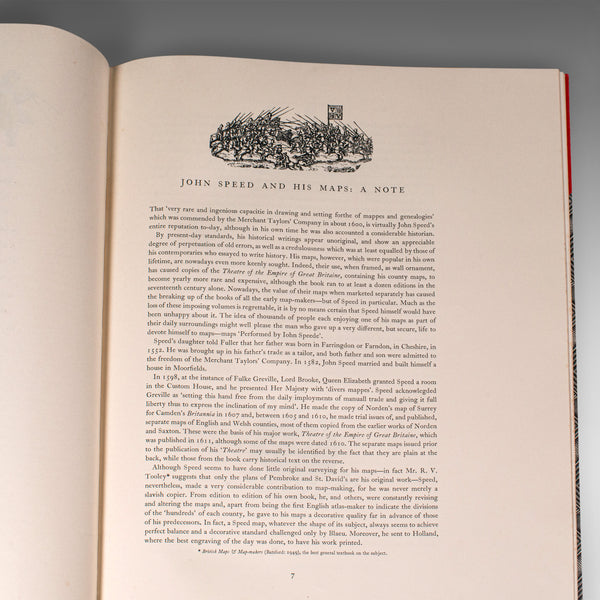 JOHN SPEED AND HIS MAPS: A NOTE
That 'very rare and ingenious capacitie in drawing and setting forthe of mappes and genealogies'
which was commended by the Merchant Taylors' Company in about 1600, is virtually John Speed's
entire reputation to-day, although in his own time he was also accounted a considerable historian.
By present-day standards, his historical writings appear unoriginal, and show an appreciable
degree of perpetuation of old errors, as well as a credulousness which was at least equalled by those of
his contemporaries who essayed to write history. His maps, however, which were popular in his own
lifetime, are nowadays even more keenly sought. Indeed, their use, when framed, as wall ornament,
has caused copies of the Theatre of the Empire of Great Britaine, containing his county maps, to
become yearly more rare and expensive, although the book ran to at least a dozen editions in the
seventeenth century alone. Nowadays, the value of their maps when marketed separately has caused
the breaking up of the books of all the early map-makers—but of Speed in particular. Much as the
loss of these imposing volumes is regrettable, it is by no means certain that Speed himself would have
been unhappy about it. The idea of thousands of people each enjoying one of his maps as part of
their daily surroundings might well please the man who gave up a very different, but secure, life to
devote himself to maps—maps 'Performed by John Speede'.
Speed's daughter told Fuller that her father was born in Farringdon or Farndon, in Cheshire, in
1552. He was brought up in his father's trade as a tailor, and both father and son were admitted to
the freedom of the Merchant Taylors' Company. In 1582, John Speed married and built himself a
house in Moorfields.
In 1598, at the instance of Fulke Greville, Lord Brooke, Queen Elizabeth granted Speed a room
in the Custom House, and he presented Her Majesty with 'divers mappes'. Speed acknowledged
Greville as 'setting this hand free from the daily imployments of manuall trade and giving it full
liberty thus to express the inclination of my mind'. He made the copy of Norden's map of Surrey
for Camden's Britannia in 1607 and, between 1605 and 1610, he made trial issues of, and published,
separate maps of English and Welsh counties, most of them copied from the earlier works of Norden
and Saxton. These were the basis of his major work, Theatre of the Empire of Great Britaine, which
was published in 1611, although some of the maps were dated 1610. The separate maps issued prior
to the publication of his 'Theatre' may usually be identified by the fact that they are plain at the
back, while those from the book carry historical text on the reverse.
Although Speed seems to have done little original surveying for his maps—in fact Mr. R. V.
Tooley* suggests that only the plans of Pembroke and St. David's are his original work—Speed,
nevertheless, made a very considerable contribution to map-making, for he was never merely a
slavish copier. From edition to edition of his own book, he, and others, were constantly revising
and altering the maps and, apart from being the first English atlas-maker to indicate the divisions
of the 'hundreds' of each county, he gave to his maps a decorative quality far in advance of those
of his predecessors. In fact, a Speed map, whatever the shape of its subject, always seems to achieve
perfect balance and a decorative standard challenged only by Blaeu. Moreover, he sent to Holland,
where the best engraving of the day was done, to have his work printed.
* British Maps & Map-makers (Batsford: 1949), the best general textbook on the subject.
7